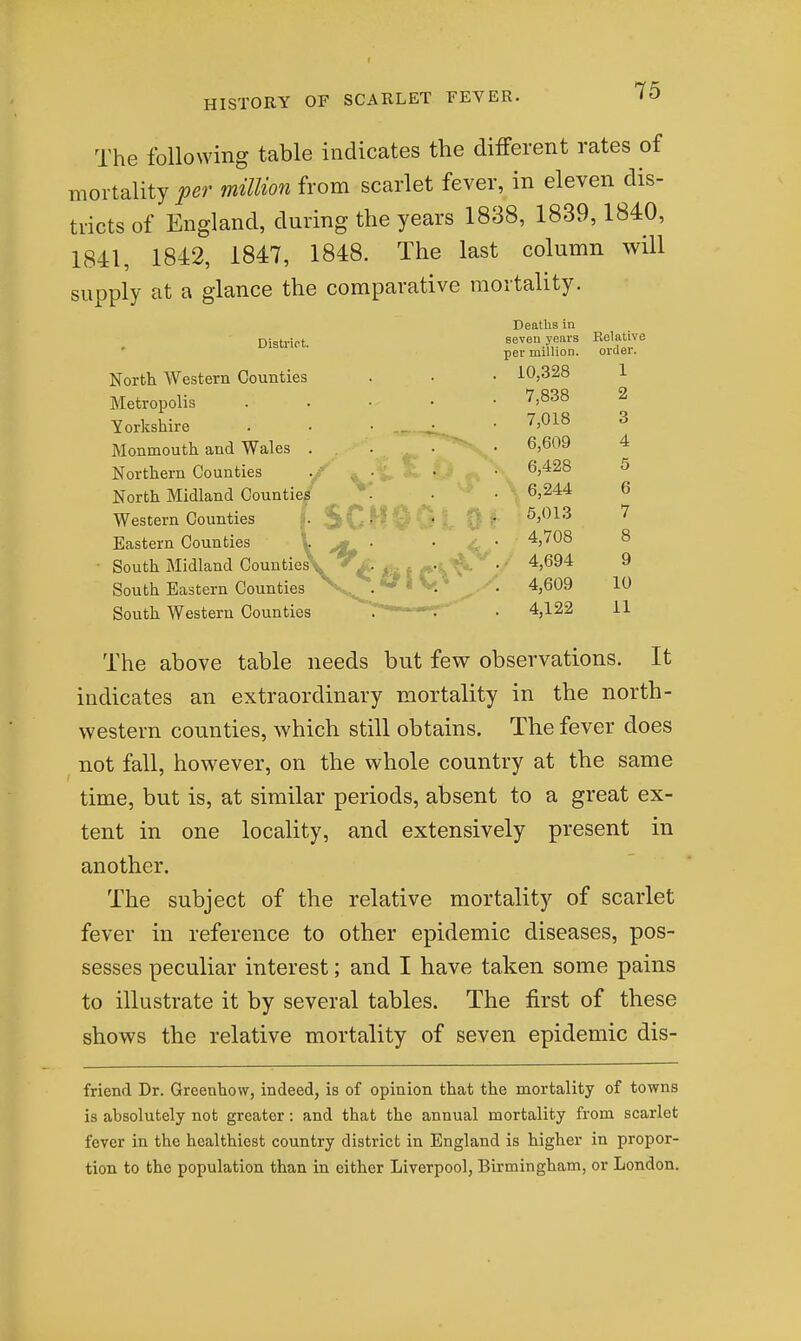 HISTORY OF SCARLET FEVER. 75
The following table indicates the different rates of
mortality per million from scarlet fever, in eleven dis-
tricts of England, during the years 1838, 1839, 1840,
1841, 1842, 1847, 1848. The last column will
supply at a glance the comparative mortality.
District. Deaths in seven years per million. Relative order.
North Western Counties . . . 10,328 1
Metropolis . . . . . 7,838 2
Yorkshire . . . . . 7,018 3
Monmouth and Wales . . . . 6,609 4
Northern Counties . . . . 6,428 5
North Midland Counties . . . 6,244 6
Western Counties . . . . 5,013 7
Eastern Counties . . . . 4,708 8
South Midland Counties . . . 4,694 9
South Eastern Counties . . . 4,609 10
South Western Counties . . . 4,122 11
The above table needs but few observations. It
indicates an extraordinary mortality in the north-
western counties, which still obtains. The fever does
not fall, however, on the whole country at the same
time, but is, at similar periods, absent to a great ex-
tent in one locality, and extensively present in
another.
The subject of the relative mortality of scarlet
fever in reference to other epidemic diseases, pos-
sesses peculiar interest; and I have taken some pains
to illustrate it by several tables. The first of these
shows the relative mortality of seven epidemic dis-
friend Dr. Greenhow, indeed, is of opinion that the mortality of towns
is absolutely not greater: and that the annual mortality from scarlet
fever in the healthiest country district in England is higher in propor-
tion to the population than in either Liverpool, Birmingham, or London.